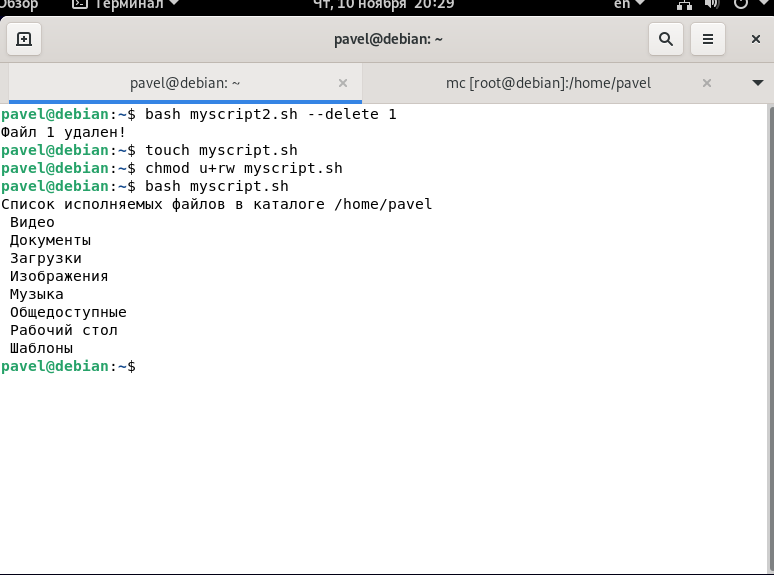 Обзор Терминал Чт, 10 ноября 20:29 en
pavel@debian: ~
pavel@debian: ~ mc [root@debian]:/home/pavel
pavel@debian:~$ bash myscript2.sh --delete 1
Файл 1 удален!
pavel@debian:~$ touch myscript.sh
pavel@debian:~$ chmod u+rw myscript.sh
pavel@debian:~$ bash myscript.sh
Список исполняемых файлов в каталоге /home/pavel
Видео
Документы
Загрузки
Изображения
Музыка
Общедоступные
Рабочий стол
Шаблоны
pavel@debian:~$